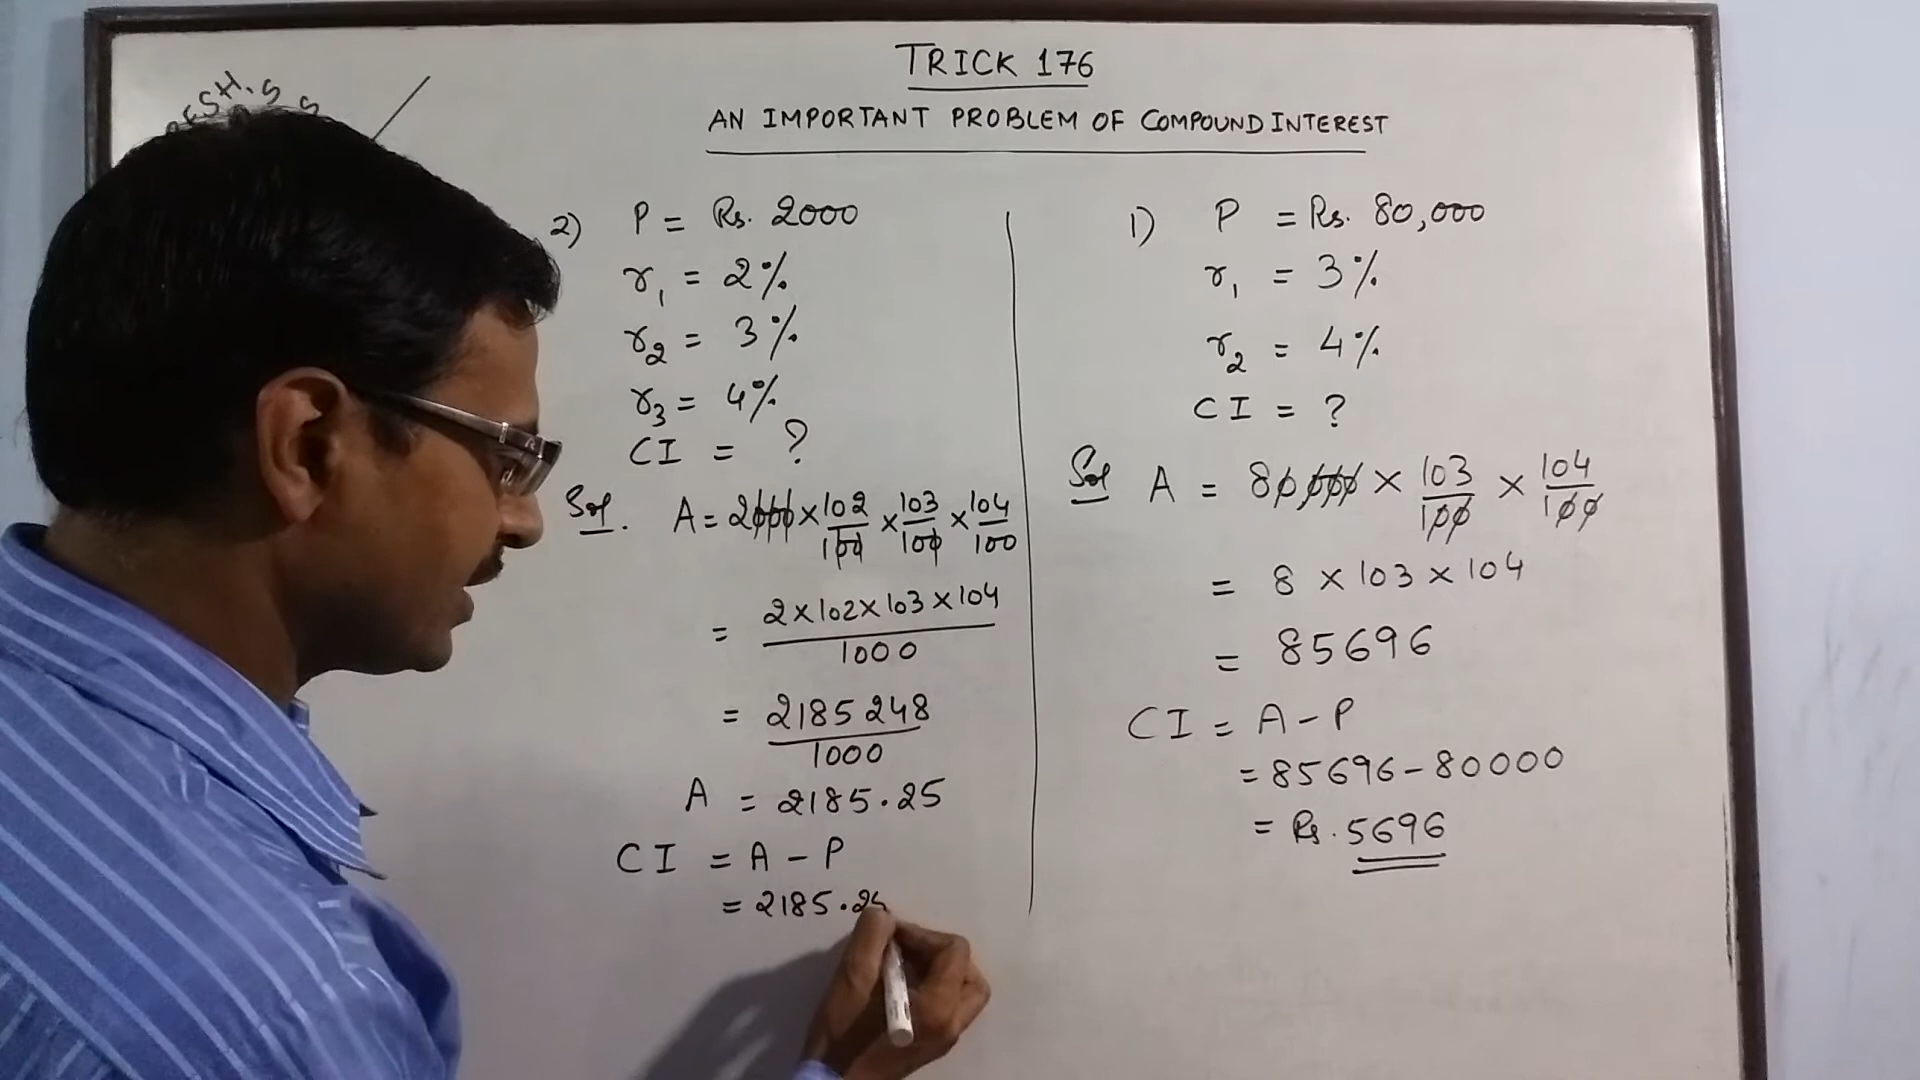 TRICK 176
AN IMPORTANT PROBLEM OF COMPOUND INTEREST
2) P = Rs. 2000
r₁ = 2%
r₂ = 3%
r₃ = 4%
CI = ?
Sol. A = 2000 × 102/100 × 103/100 × 104/100
= 2×102×103×104/1000
= 2185248/1000
A = 2185.25
CI = A - P
= 2185.25
1) P = Rs. 80,000
r₁ = 3%
r₂ = 4%
CI = ?
Sol A = 80,000 × 103/100 × 104/100
= 8 × 103 × 104
= 85696
CI = A - P
= 85696 - 80000
= Rs. 5696